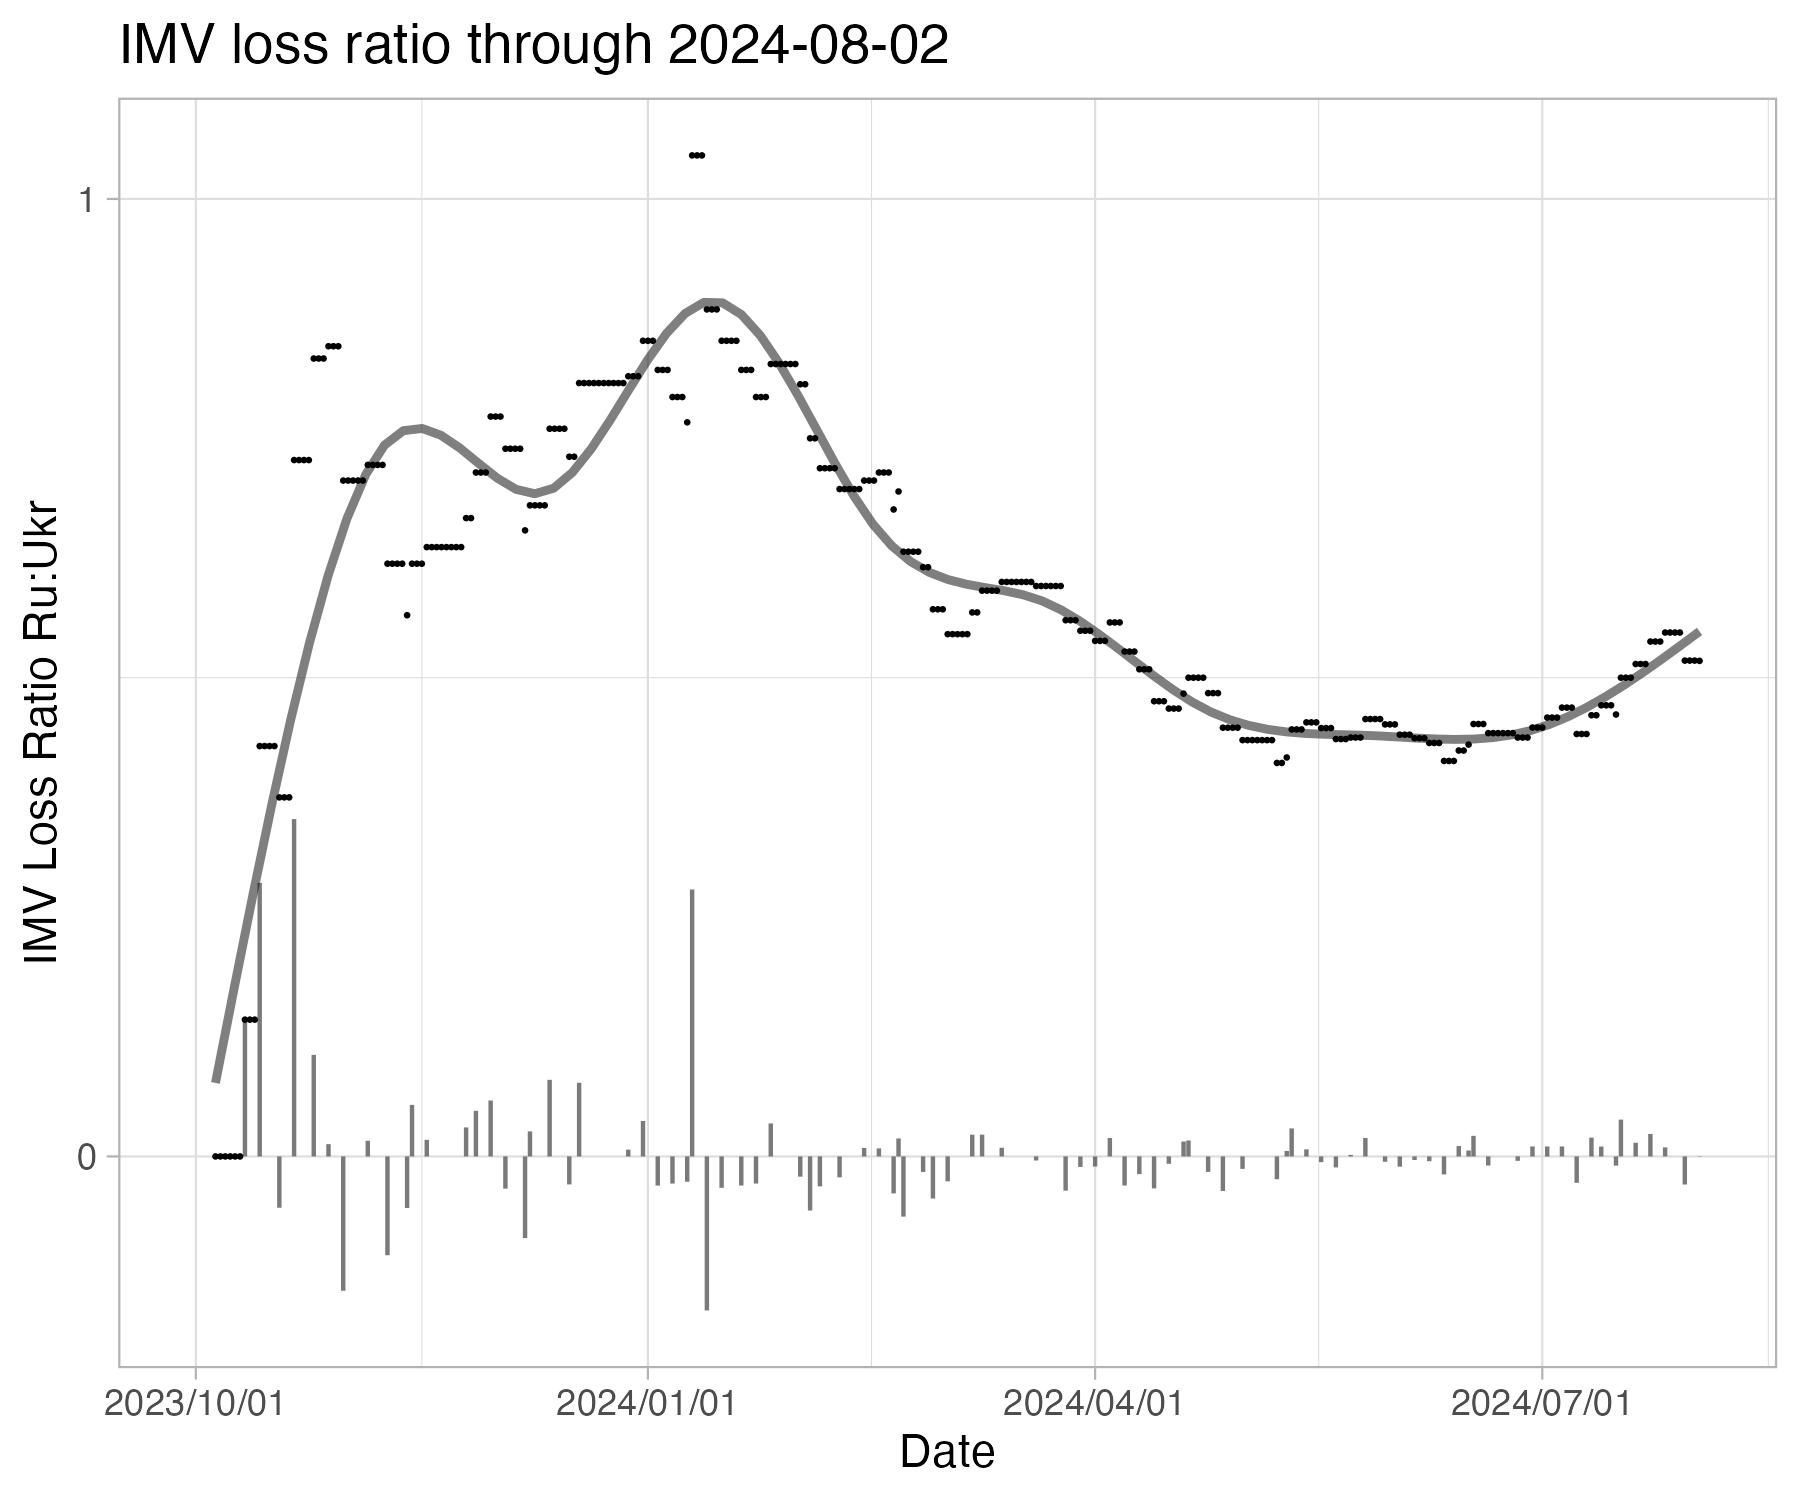 IMV loss ratio through 2024-08-02
IMV Loss Ratio Ru:Ukr
1
0
2023/10/01
2024/01/01
2024/04/01
2024/07/01
Date